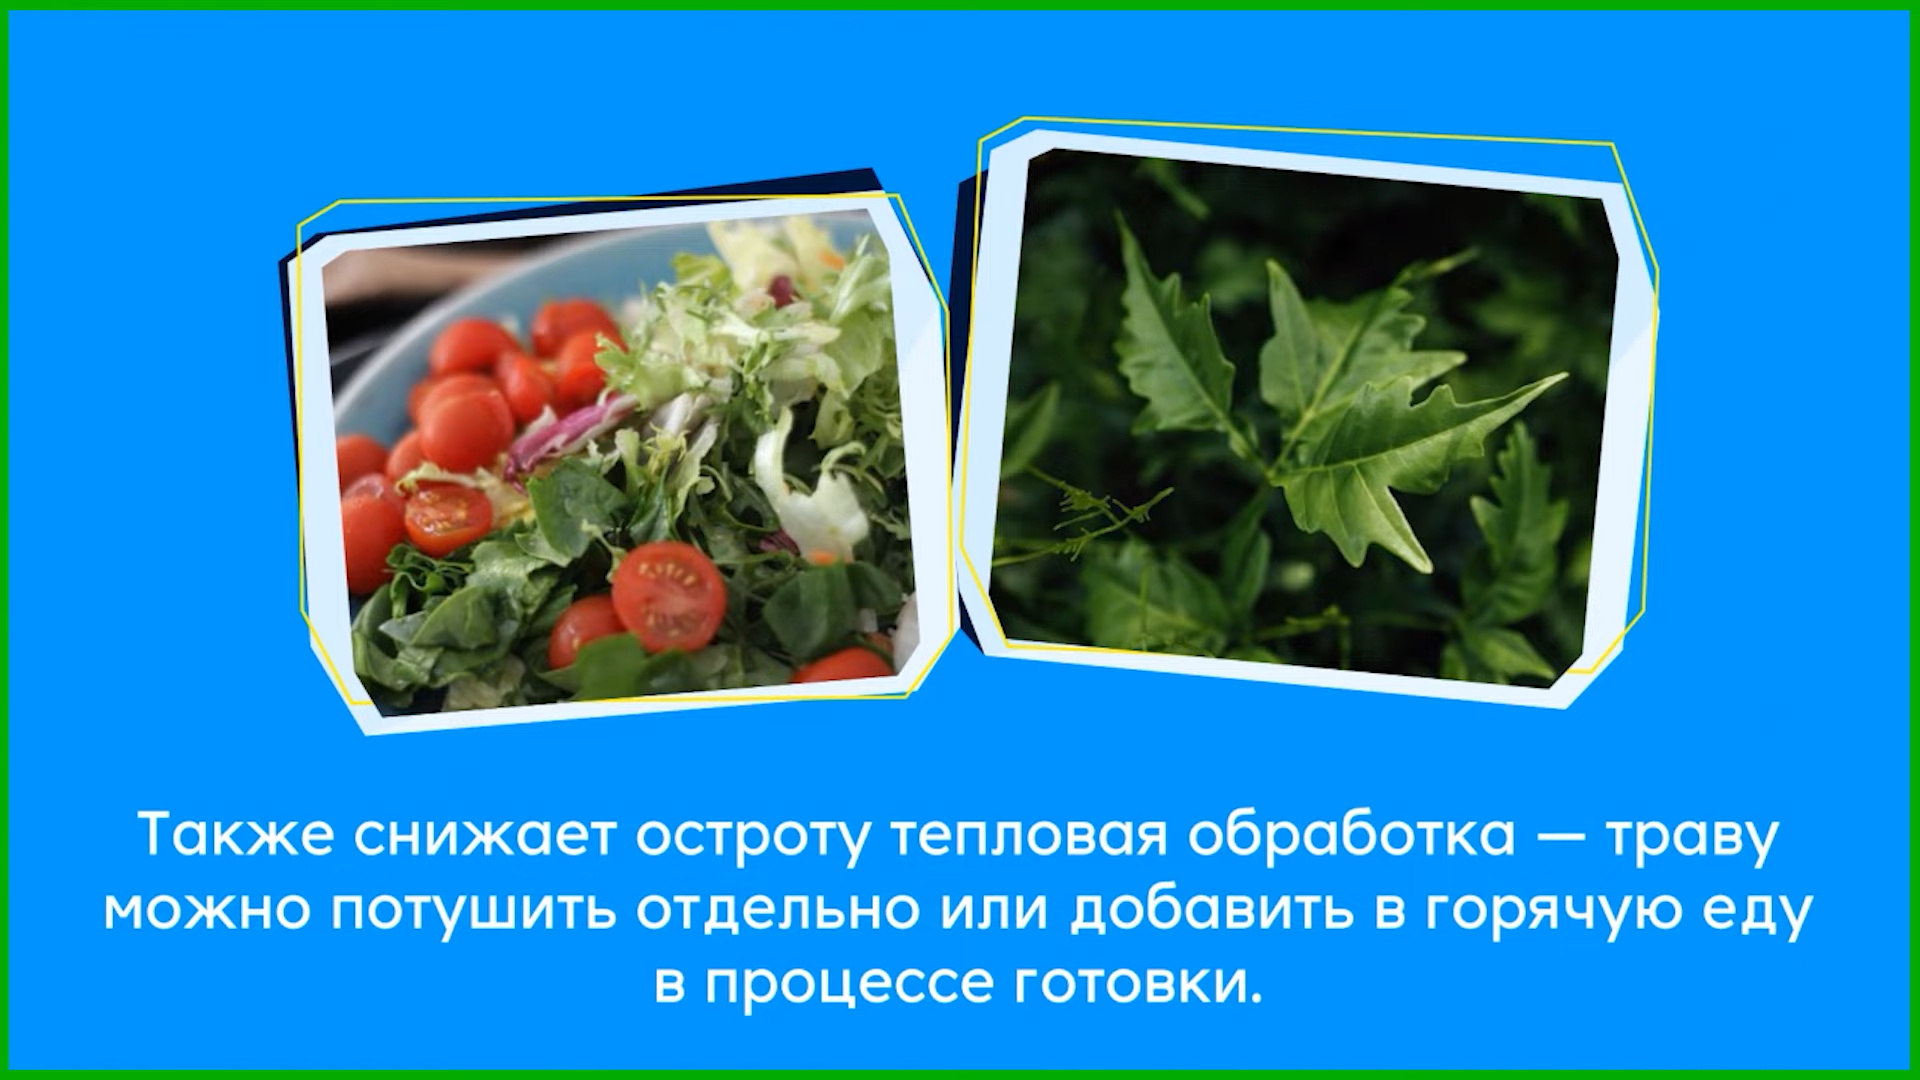 Также снижает остроту тепловая обработка — траву
можно потушить отдельно или добавить в горячую еду
в процессе готовки.